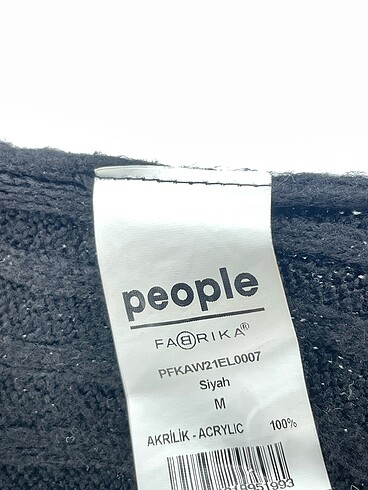 people
FABRIKA®
PFKAW21EL0007
Siyah
M
AKRİLİK - ACRYLIC 100%